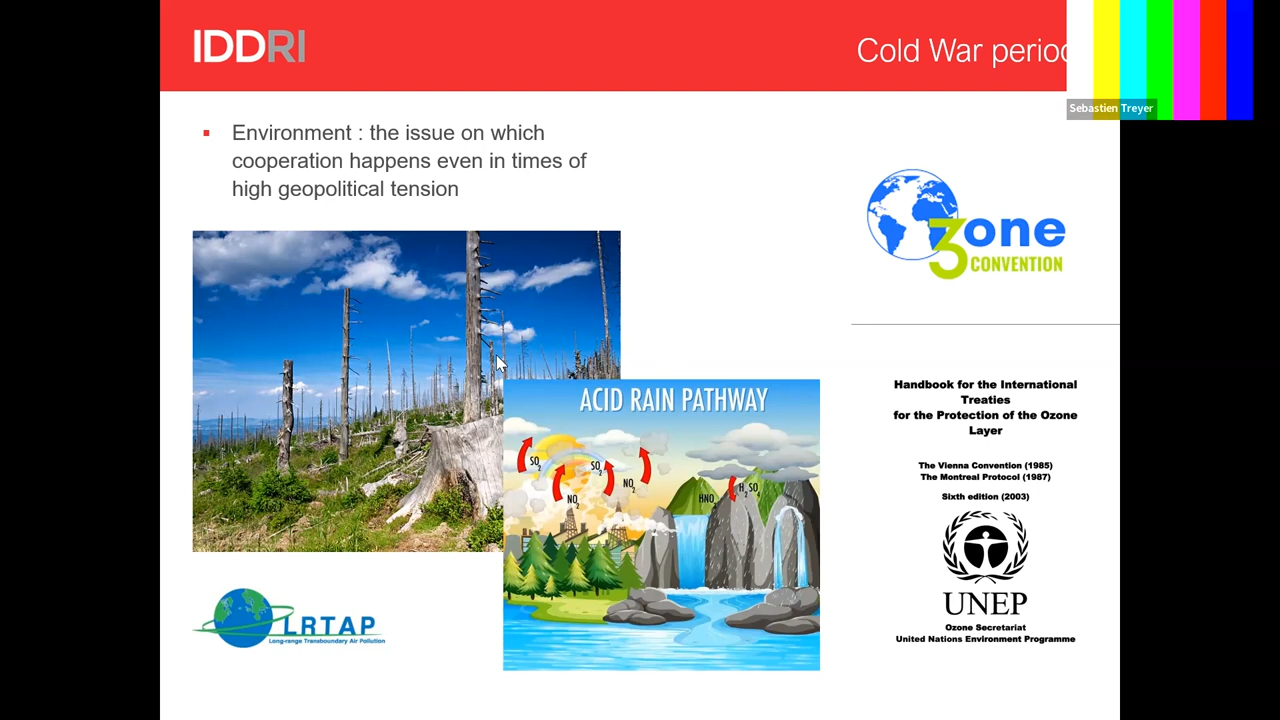 IDDRI
Cold War perio
Sebastien Treyer
Environment : the issue on which
cooperation happens even in times of
high geopolitical tension
3one
CONVENTION
ACID RAIN PATHWAY
SO2
SO2
NO2
NO2
HNO
H2SO
LRTAP
Long-range Transboundary Air Pollution
Handbook for the International
Treaties
for the Protection of the Ozone
Layer
The Vienna Convention (1985)
The Montreal Protocol (1987)
Sixth edition (2003)
UNEP
Ozone Secretariat
United Nations Environment Programme